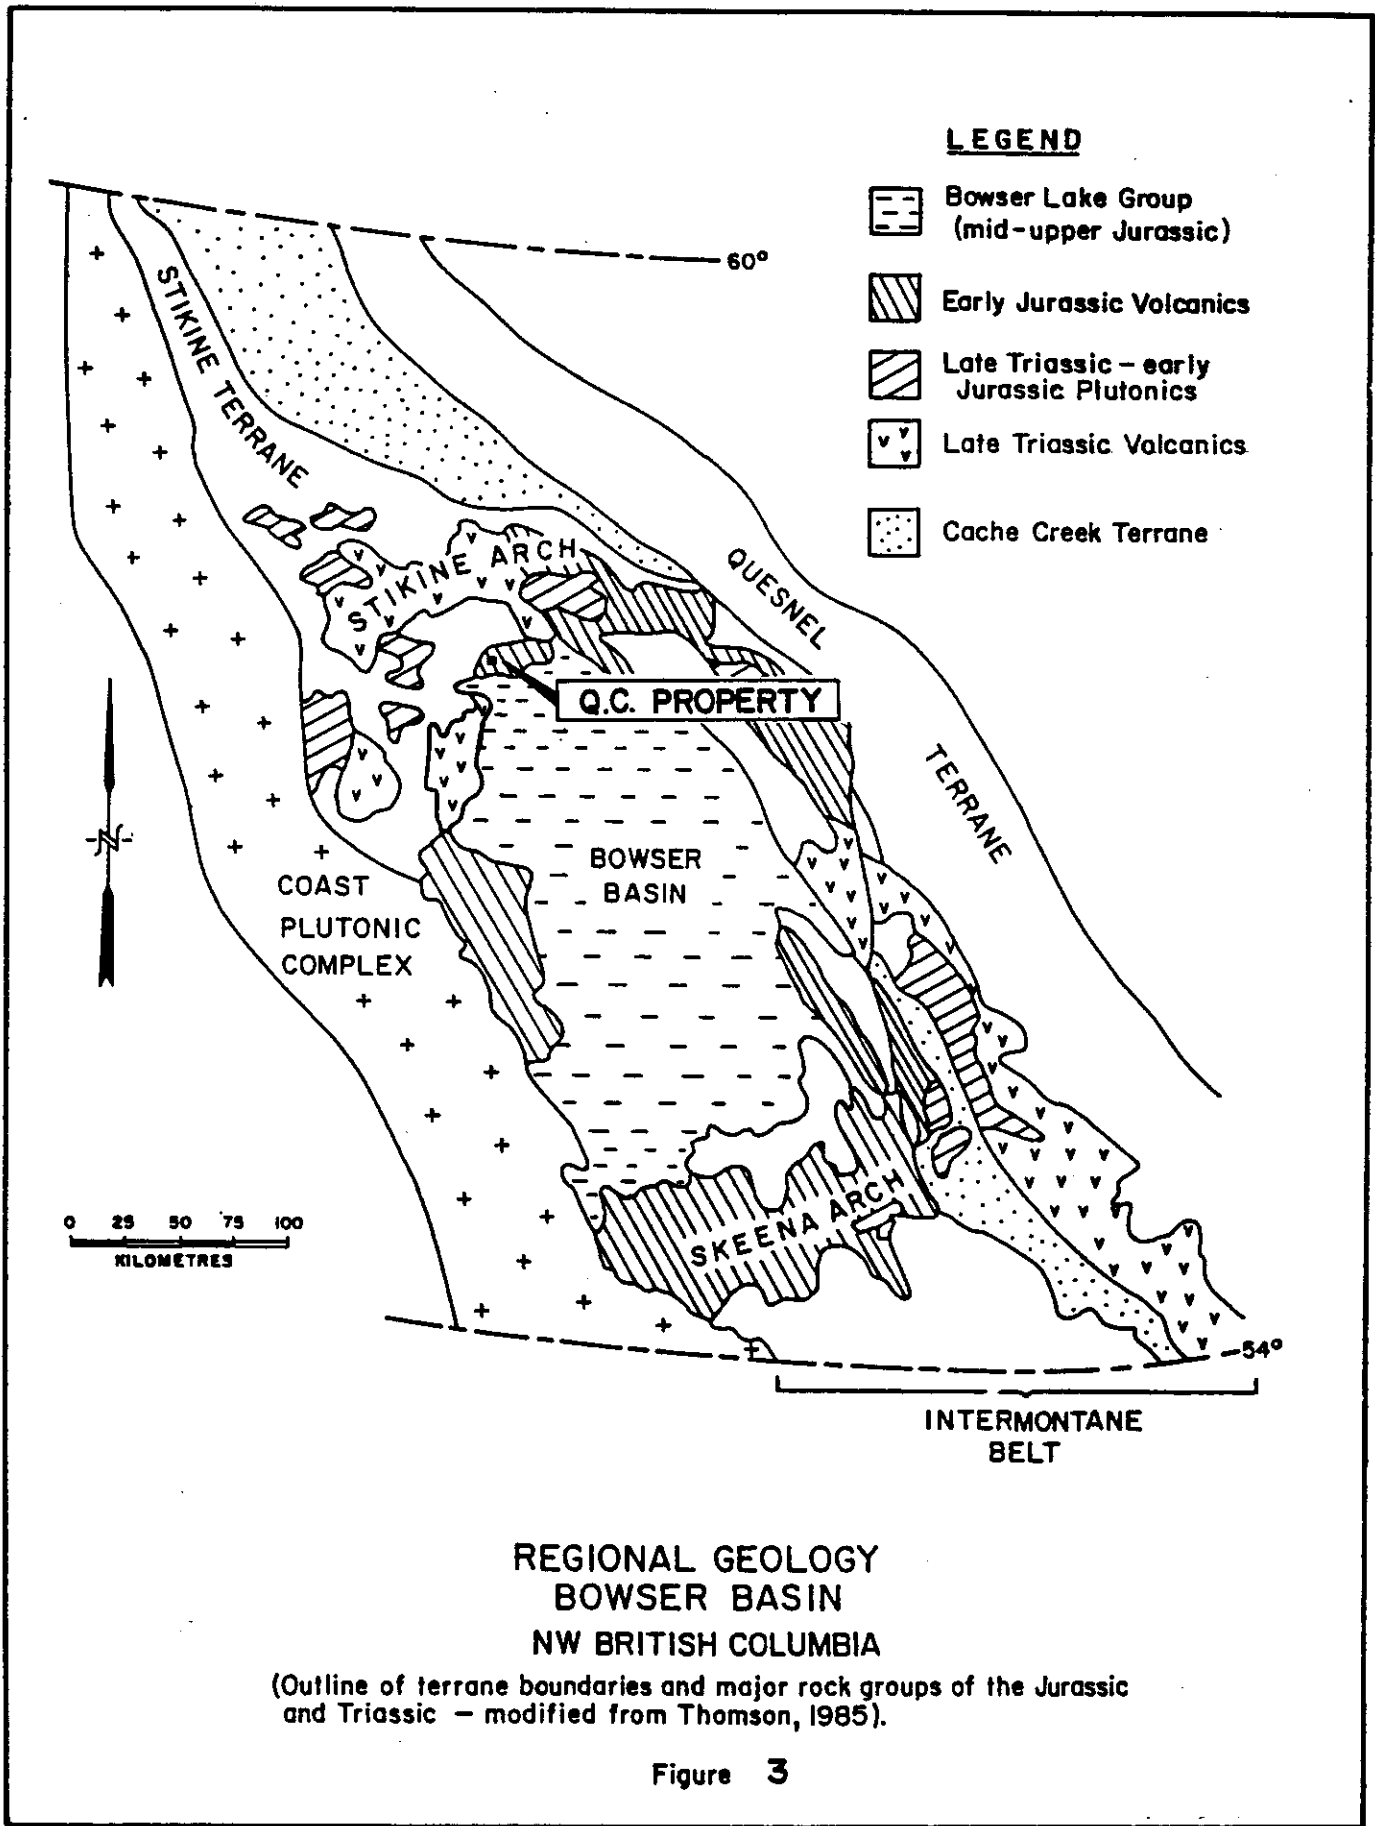 LEGEND
Bowser Lake Group
(mid-upper Jurassic)
Early Jurassic Volcanics
Late Triassic - early
Jurassic Plutonics
Late Triassic Volcanics
Cache Creek Terrane
60°
STIKINE TERRANE
STIKINE ARCH
QUESNEL
TERRANE
Q.C. PROPERTY
N
BOWSER
BASIN
COAST
PLUTONIC
COMPLEX
SKEENA ARCH
0 25 50 75 100
KILOMETRES
54°
INTERMONTANE
BELT
REGIONAL GEOLOGY
BOWSER BASIN
NW BRITISH COLUMBIA
(Outline of terrane boundaries and major rock groups of the Jurassic
and Triassic - modified from Thomson, 1985).
Figure 3